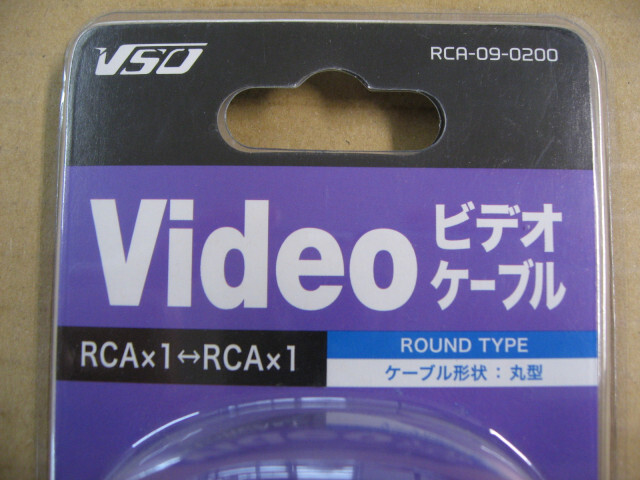 VSO
RCA-09-0200
Video
ビデオ
ケーブル
RCA×1↔RCA×1
ROUND TYPE
ケーブル形状：丸型